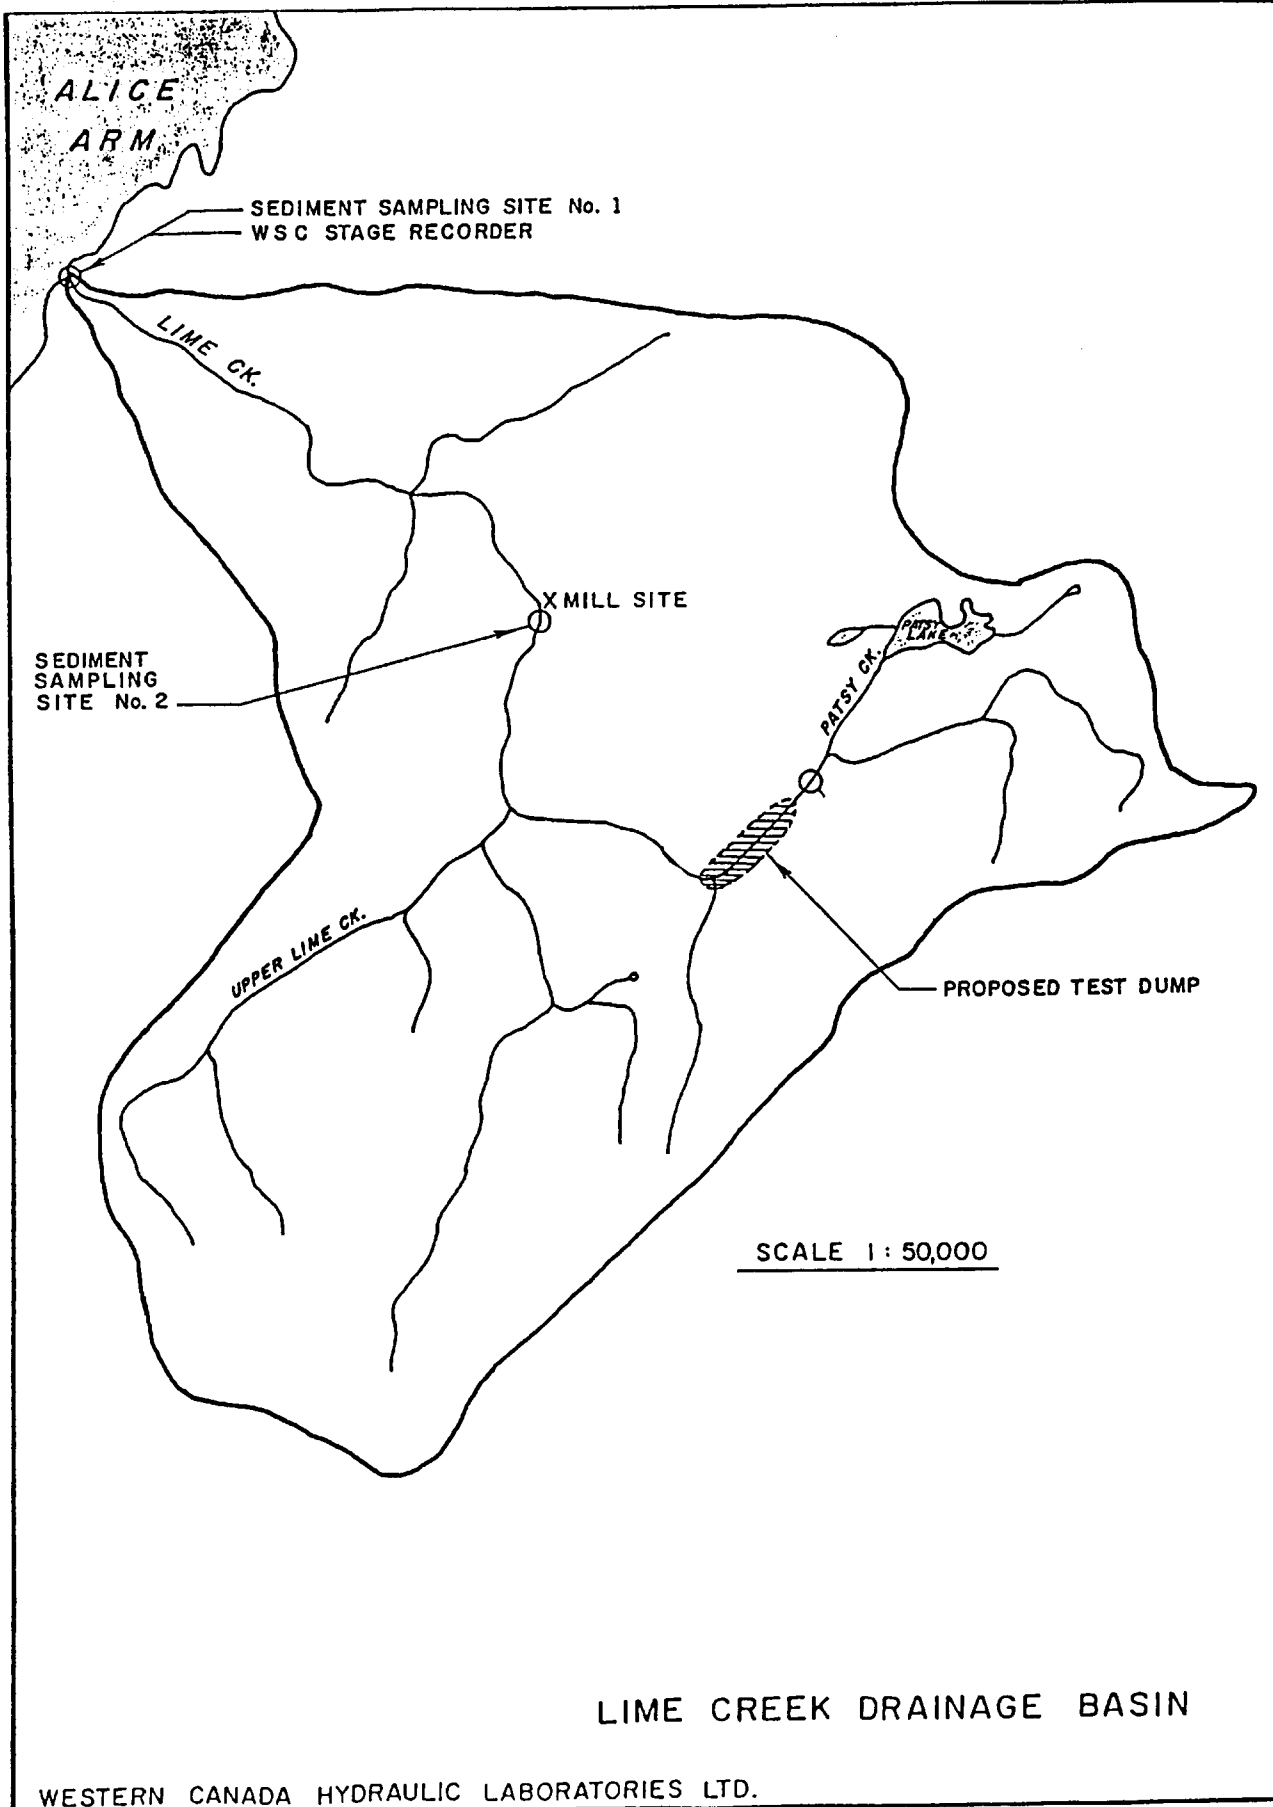 ALICE
ARM
SEDIMENT SAMPLING SITE No. 1
WSC STAGE RECORDER
LIME CK.
X MILL SITE
PATSY
LAKE
SEDIMENT
SAMPLING
SITE No. 2
PATSY CK.
UPPER LIME CK.
PROPOSED TEST DUMP
SCALE 1 : 50,000
LIME CREEK DRAINAGE BASIN
WESTERN CANADA HYDRAULIC LABORATORIES LTD.